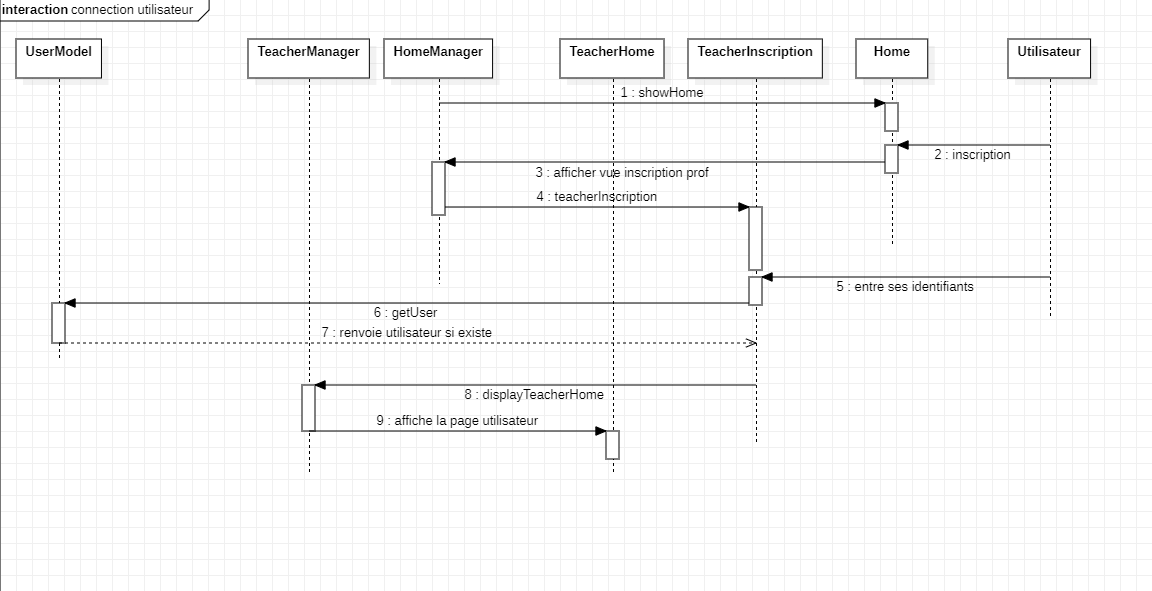 interaction connection utilisateur
UserModel
TeacherManager
HomeManager
TeacherHome
TeacherInscription
Home
Utilisateur
1 : showHome
2 : inscription
3 : afficher vue inscription prof
4 : teacherInscription
5 : entre ses identifiants
6 : getUser
7 : renvoie utilisateur si existe
8 : displayTeacherHome
9 : affiche la page utilisateur